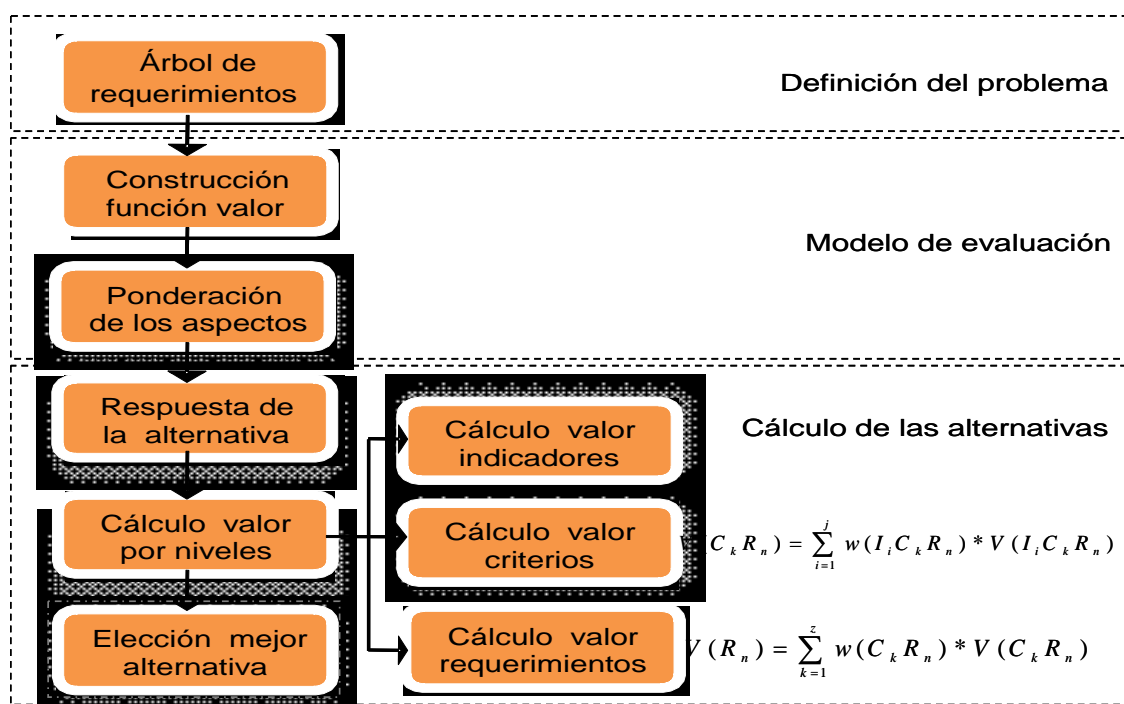 Árbol de
requerimientos
Definición del problema
Construcción
función valor
Modelo de evaluación
Ponderación
de los aspectos
Respuesta de
la alternativa
Cálculo de las alternativas
Cálculo valor
indicadores
Cálculo valor
por niveles
Cálculo valor
criterios
(C_k R_n) = \sum_{i=1}^{j} w(I_i C_k R_n) * V(I_i C_k R_n)
Elección mejor
alternativa
Cálculo valor
requerimientos
V(R_n) = \sum_{k=1}^{z} w(C_k R_n) * V(C_k R_n)